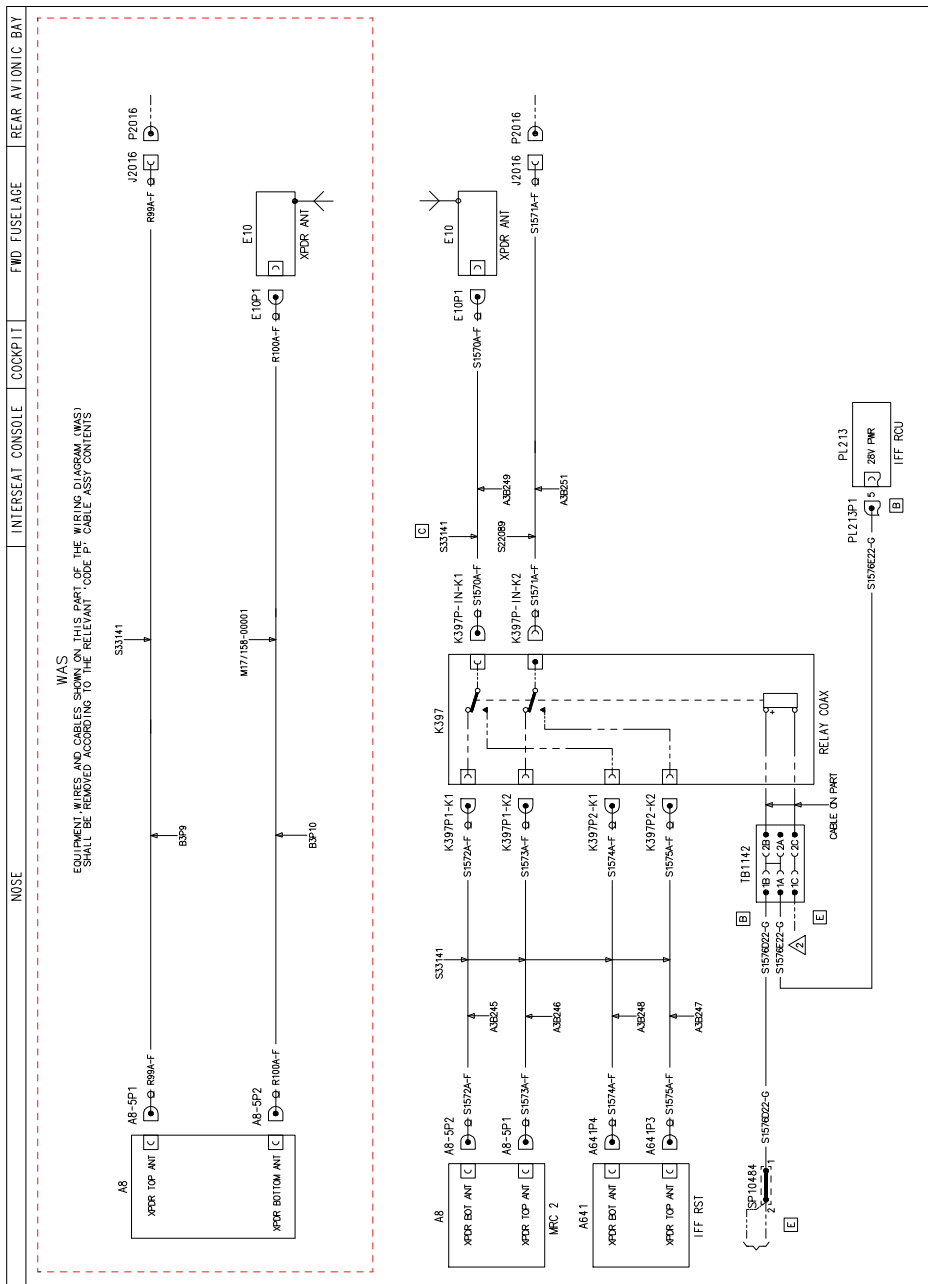 NOSE
INTERSEAT CONSOLE
COCKPIT
FWD FUSELAGE
REAR AVIONIC BAY
WAS
EQUIPMENT,WIRES AND CABLES SHOWN ON THIS PART OF THE WIRING DIAGRAM (WAS)
SHALL BE REMOVED ACCORDING TO THE RELEVANT 'CODE P' CABLE ASSY CONTENTS
A8
XPDR TOP ANT
A8-5P1
R99A-F
B3P9
S33141
R99A-F
J2016
P2016
XPDR BOTTOM ANT
A8-5P2
R100A-F
B3P10
M17/158-00001
R100A-F
E10P1
E10
XPDR ANT
A8
XPDR BOT ANT
A8-5P2
S1572A-F
A3B245
S33141
S1572A-F
K397P1-K1
K397
K397P-IN-K1
S1570A-F
S33141
C
A3B249
S1570A-F
E10P1
E10
XPDR ANT
XPDR TOP ANT
A8-5P1
S1573A-F
A3B246
S1573A-F
K397P1-K2
K397P-IN-K2
S1571A-F
S22089
A3B251
S1571A-F
J2016
P2016
MRC 2
A641
XPDR BOT ANT
A641P4
S1574A-F
A3B248
S1574A-F
K397P2-K1
XPDR TOP ANT
A641P3
S1575A-F
A3B247
S1575A-F
K397P2-K2
IFF RST
+
RELAY COAX
SP10484
2
1
E
S1576D22-G
S1576D22-G
B
TB1142
1B
2B
S1576E22-G
1A
2A
2
1C
2C
E
CABLE ON PART
S1576E22-G
PL213P1
5
B
PL213
28V PWR
IFF RCU